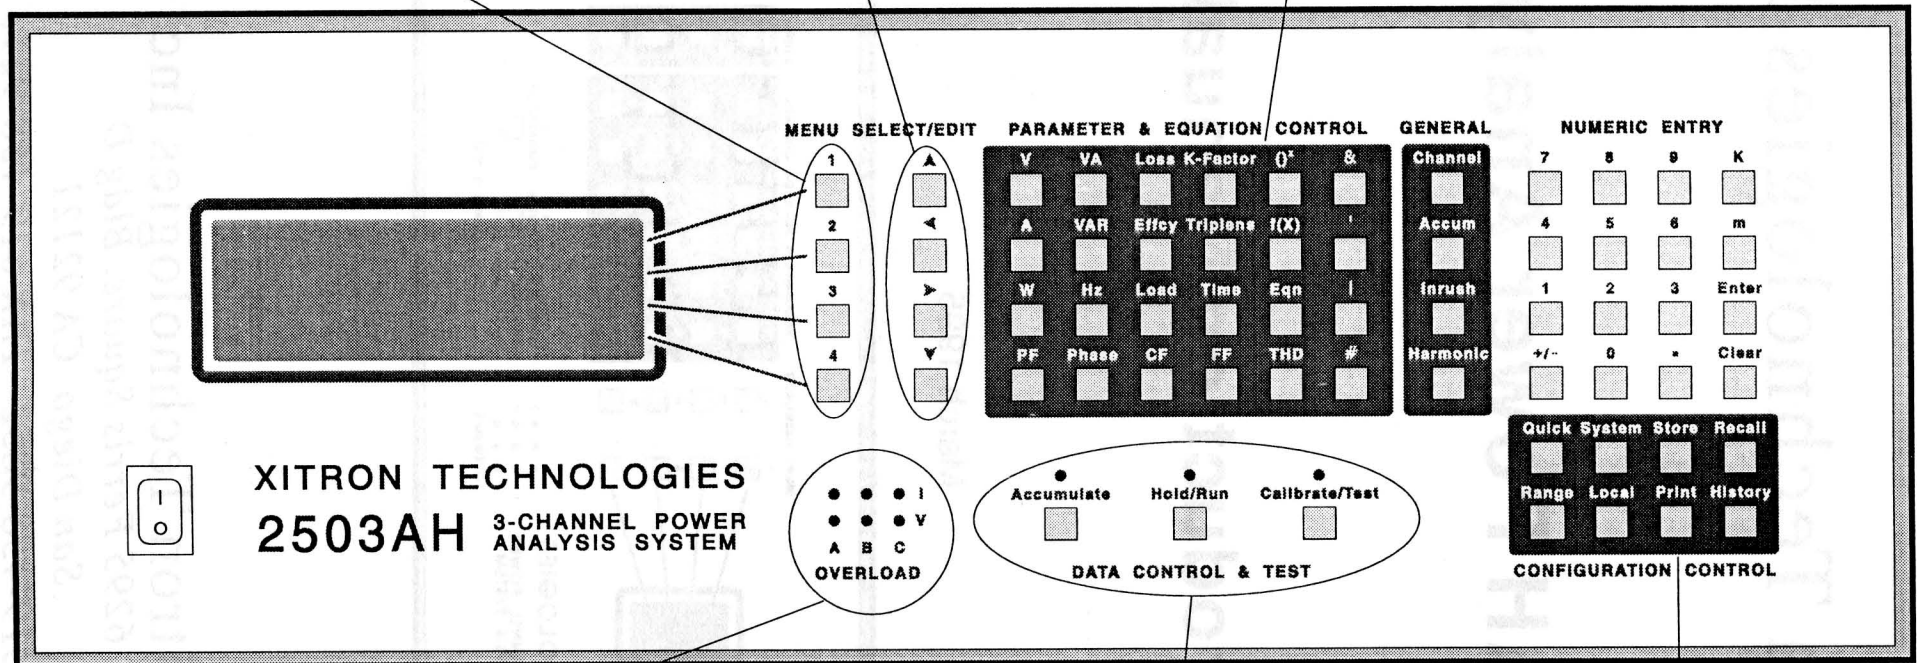 MENU SELECT/EDIT PARAMETER & EQUATION CONTROL GENERAL NUMERIC ENTRY
1 V VA Loss K-Factor ()ˣ & Channel 7 8 9 K
2 A VAR Effcy Triplens f(X) ' Accum 4 5 6 m
3 W Hz Load Time Eqn | Inrush 1 2 3 Enter
4 PF Phase CF FF THD # Harmonic +/- 0 . Clear
Quick System Store Recall
Range Local Print History
CONFIGURATION CONTROL
XITRON TECHNOLOGIES
2503AH 3-CHANNEL POWER
ANALYSIS SYSTEM
I
V
A B C
OVERLOAD
Accumulate Hold/Run Calibrate/Test
DATA CONTROL & TEST
I
O